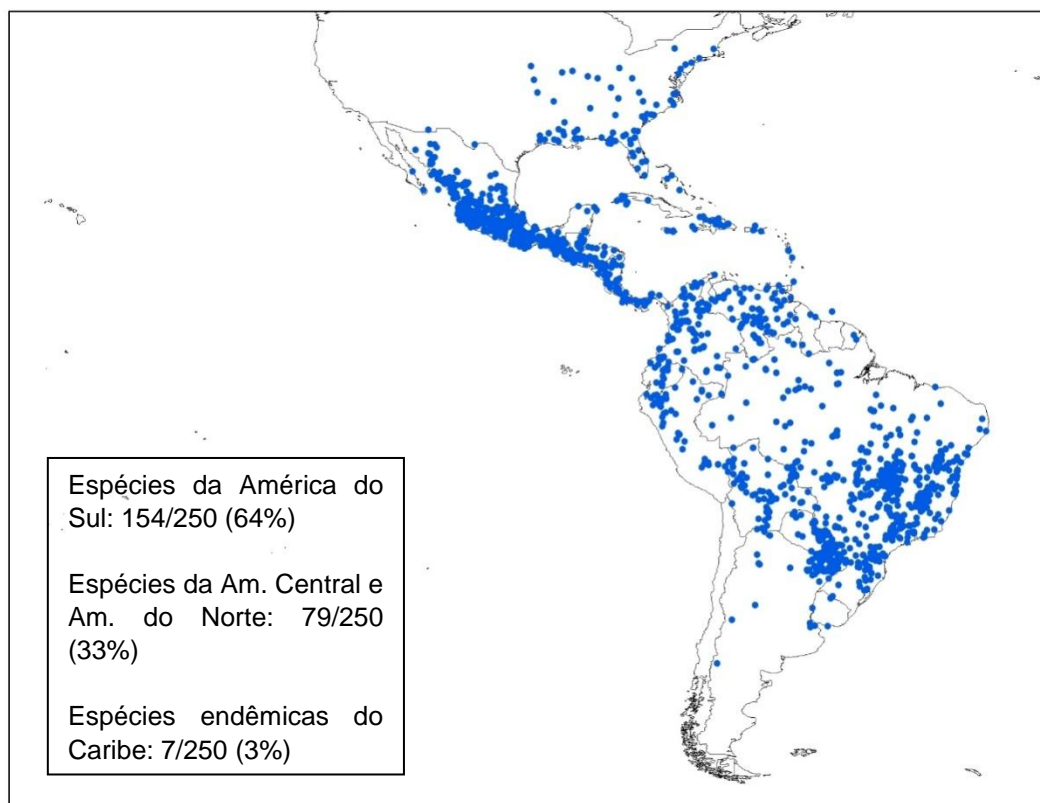 Espécies da América do
Sul: 154/250 (64%)
Espécies da Am. Central e
Am. do Norte: 79/250
(33%)
Espécies endêmicas do
Caribe: 7/250 (3%)